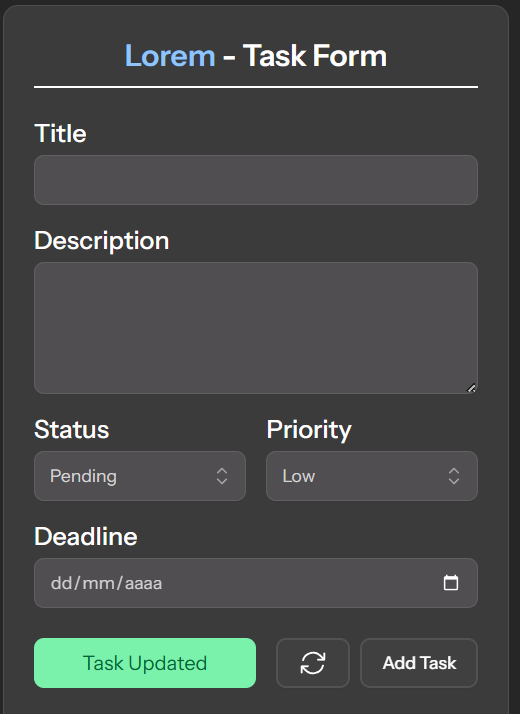 Lorem - Task Form
Title
Description
Status Priority
Pending Low
Deadline
dd/mm/aaaa
Task Updated Add Task